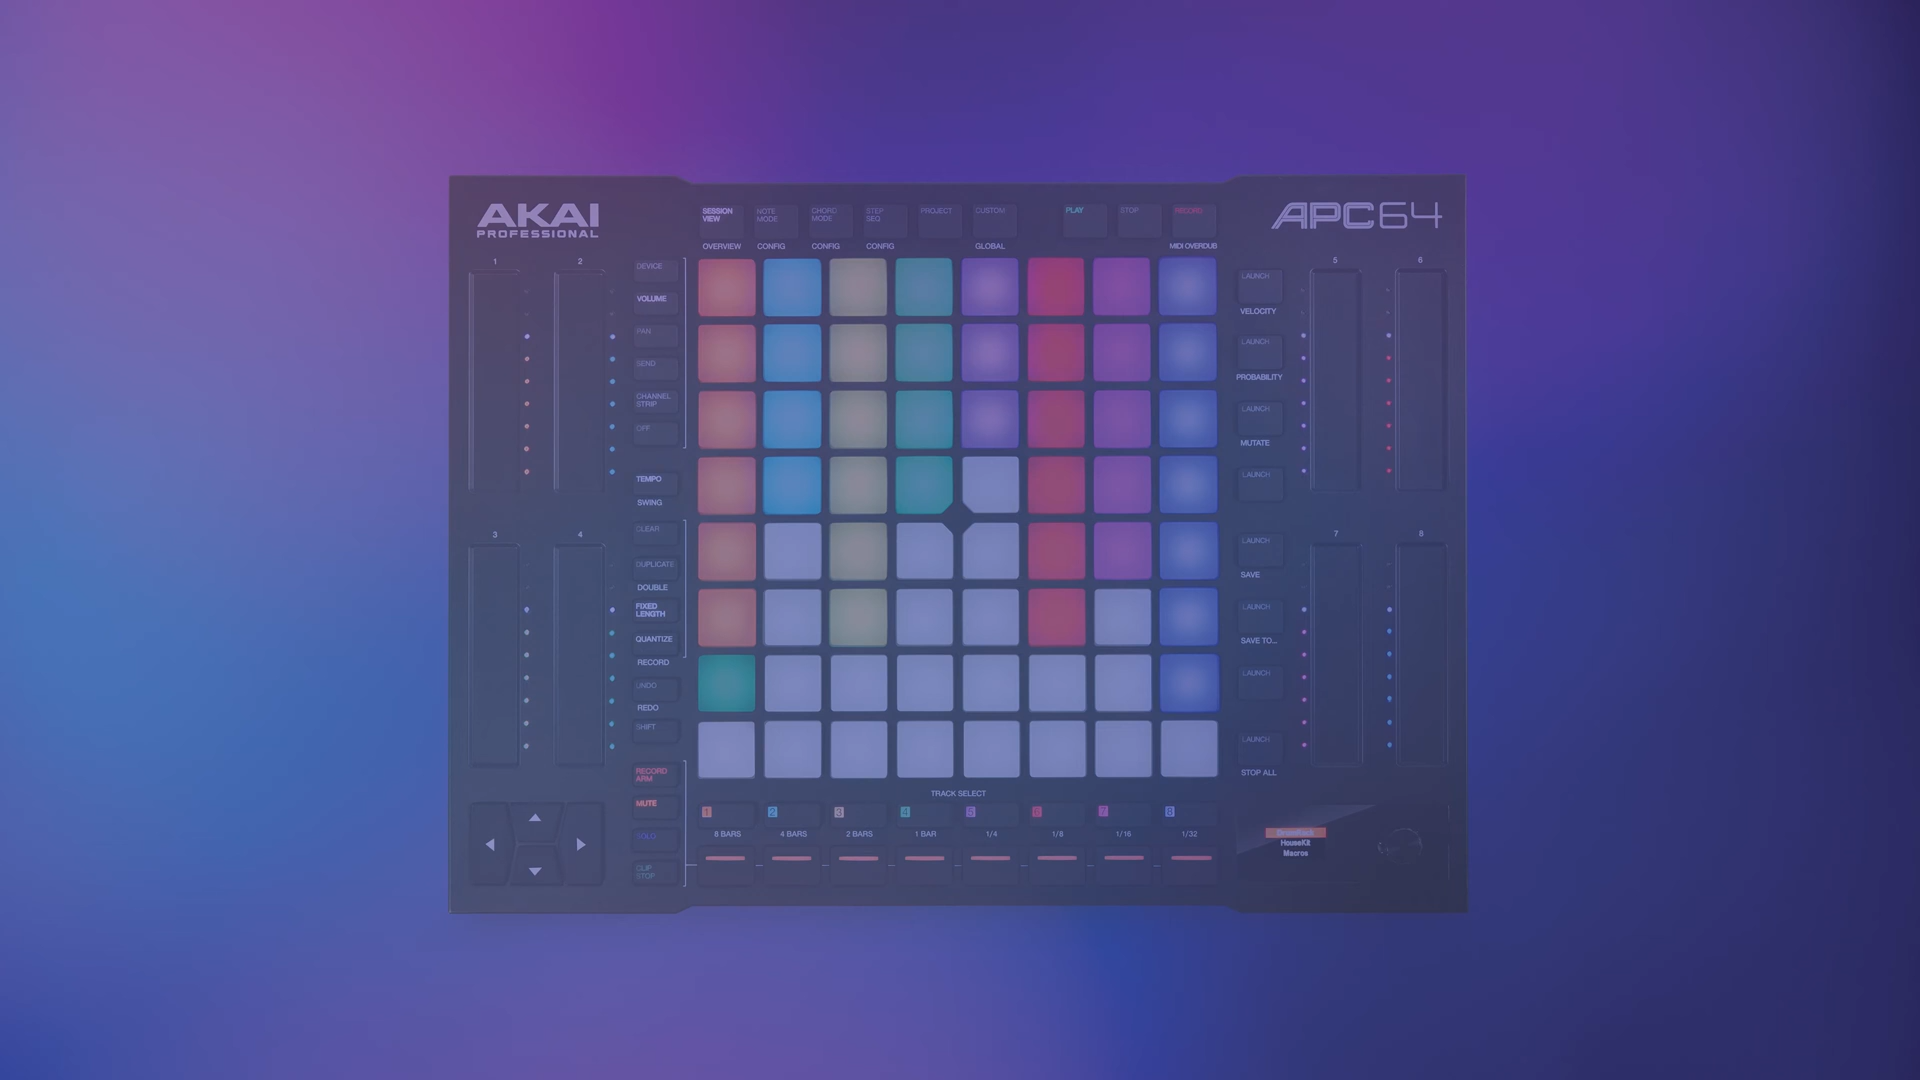 AKAI
PROFESSIONAL
SESSION
VIEW
NOTE
MODE
CHORD
MODE
STEP
SEQ
PROJECT
CUSTOM
PLAY
STOP
RECORD
APC64
OVERVIEW
CONFIG
CONFIG
CONFIG
GLOBAL
MIDI OVERDUB
1
2
5
6
DEVICE
VOLUME
PAN
SEND
CHANNEL
STRIP
OFF
TEMPO
SWING
CLEAR
DUPLICATE
DOUBLE
FIXED
LENGTH
QUANTIZE
RECORD
UNDO
REDO
SHIFT
RECORD
ARM
MUTE
SOLO
CLIP
STOP
3
4
LAUNCH
VELOCITY
LAUNCH
PROBABILITY
LAUNCH
MUTATE
LAUNCH
LAUNCH
SAVE
LAUNCH
SAVE TO...
LAUNCH
LAUNCH
STOP ALL
7
8
TRACK SELECT
1
2
3
4
5
6
7
8
8 BARS
4 BARS
2 BARS
1 BAR
1/4
1/8
1/16
1/32
HouseKit
Macros